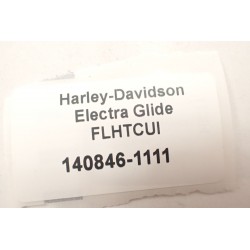 Harley-Davidson
Electra Glide
FLHTCUI
140846-1111